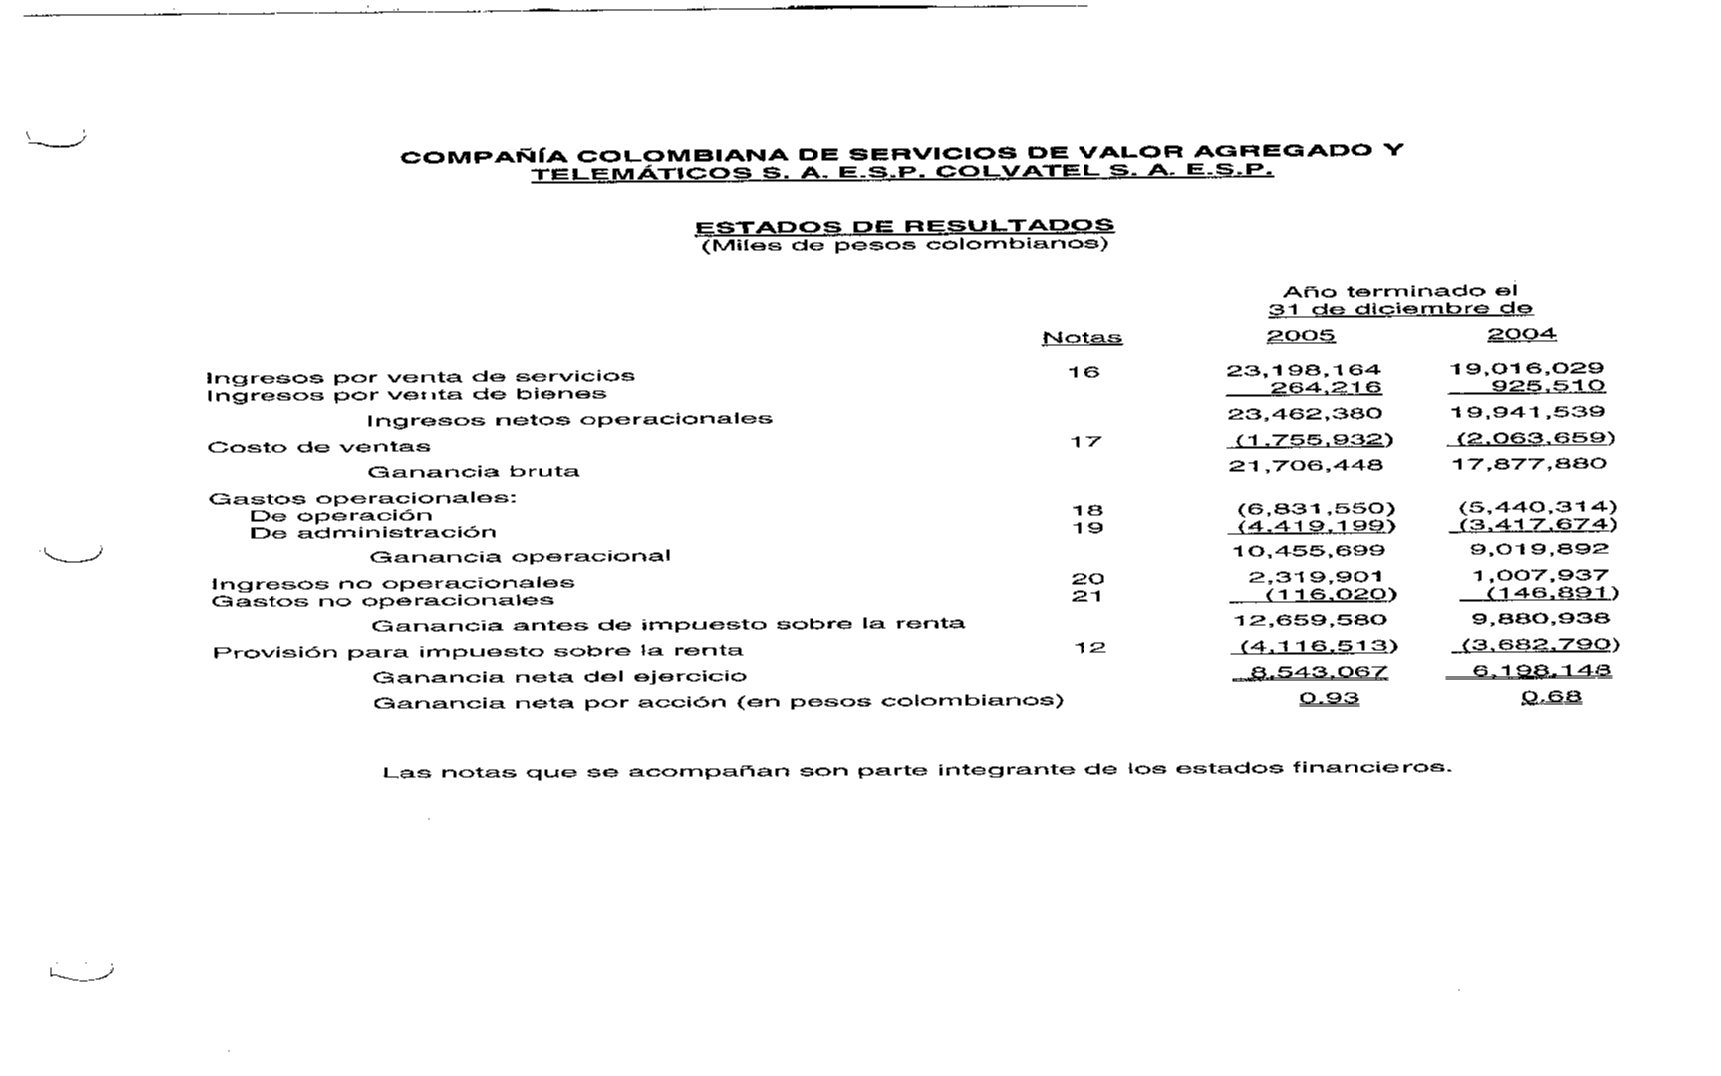 COMPAÑÍA COLOMBIANA DE SERVICIOS DE VALOR AGREGADO Y
TELEMÁTICOS S. A. E.S.P. COLVATEL S. A. E.S.P.
ESTADOS DE RESULTADOS
(Miles de pesos colombianos)
Año terminado el
31 de diciembre de
Notas 2005 2004
Ingresos por venta de servicios 16 23,198,164 19,016,029
Ingresos por venta de bienes 264,216 925,510
Ingresos netos operacionales 23,462,380 19,941,539
Costo de ventas 17 (1,755,932) (2,063,659)
Ganancia bruta 21,706,448 17,877,880
Gastos operacionales:
De operación 18 (6,831,550) (5,440,314)
De administración 19 (4,419,199) (3,417,674)
Ganancia operacional 10,455,699 9,019,892
Ingresos no operacionales 20 2,319,901 1,007,937
Gastos no operacionales 21 (116,020) (146,891)
Ganancia antes de impuesto sobre la renta 12,659,580 9,880,938
Provisión para impuesto sobre la renta 12 (4,116,513) (3,682,790)
Ganancia neta del ejercicio 8,543,067 6,198,148
Ganancia neta por acción (en pesos colombianos) 0.93 0.68
Las notas que se acompañan son parte integrante de los estados financieros.